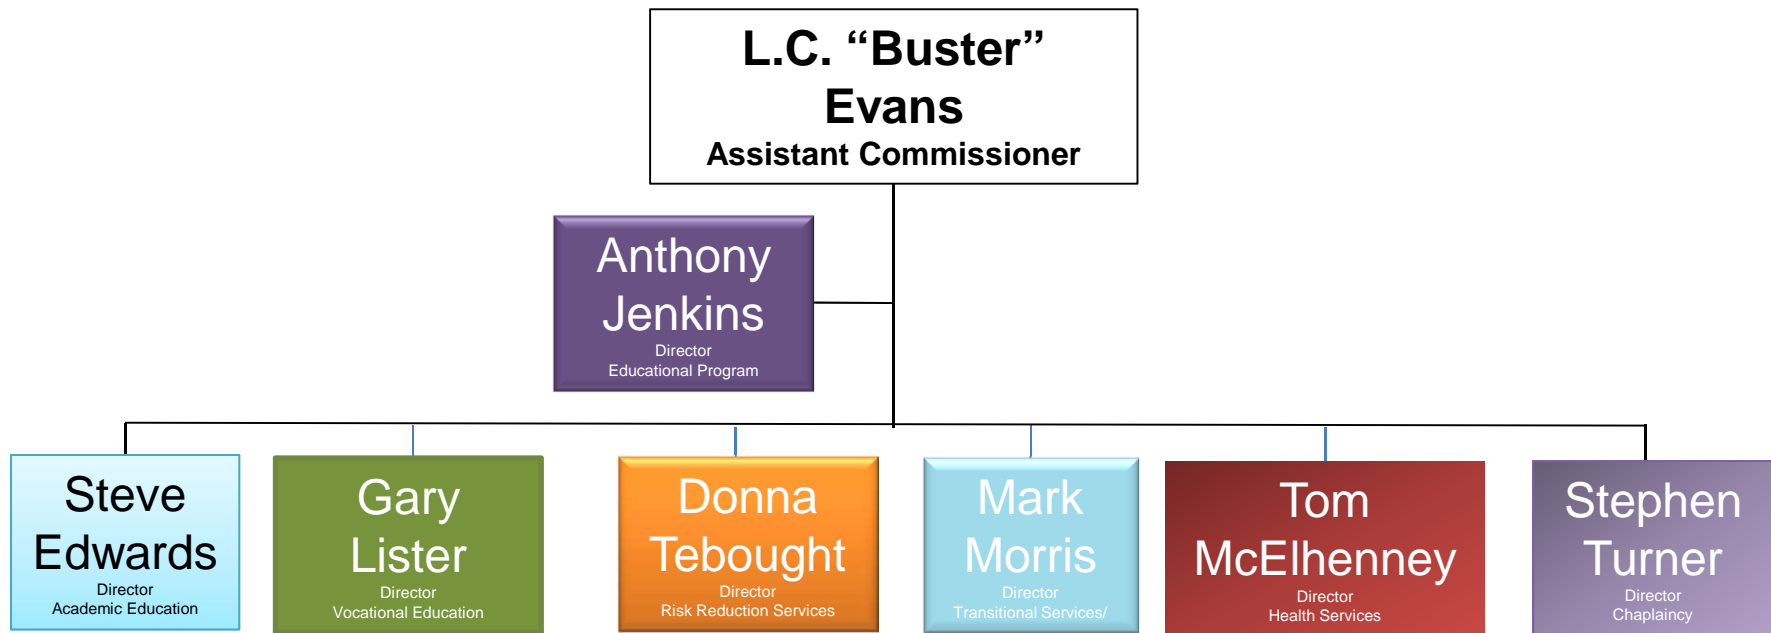 L.C. “Buster”
Evans
Assistant Commissioner
Anthony
Jenkins
Director
Educational Program
Steve
Edwards
Director
Academic Education
Gary
Lister
Director
Vocational Education
Donna
Tebought
Director
Risk Reduction Services
Mark
Morris
Director
Transitional Services/
Tom
McElhenney
Director
Health Services
Stephen
Turner
Director
Chaplaincy